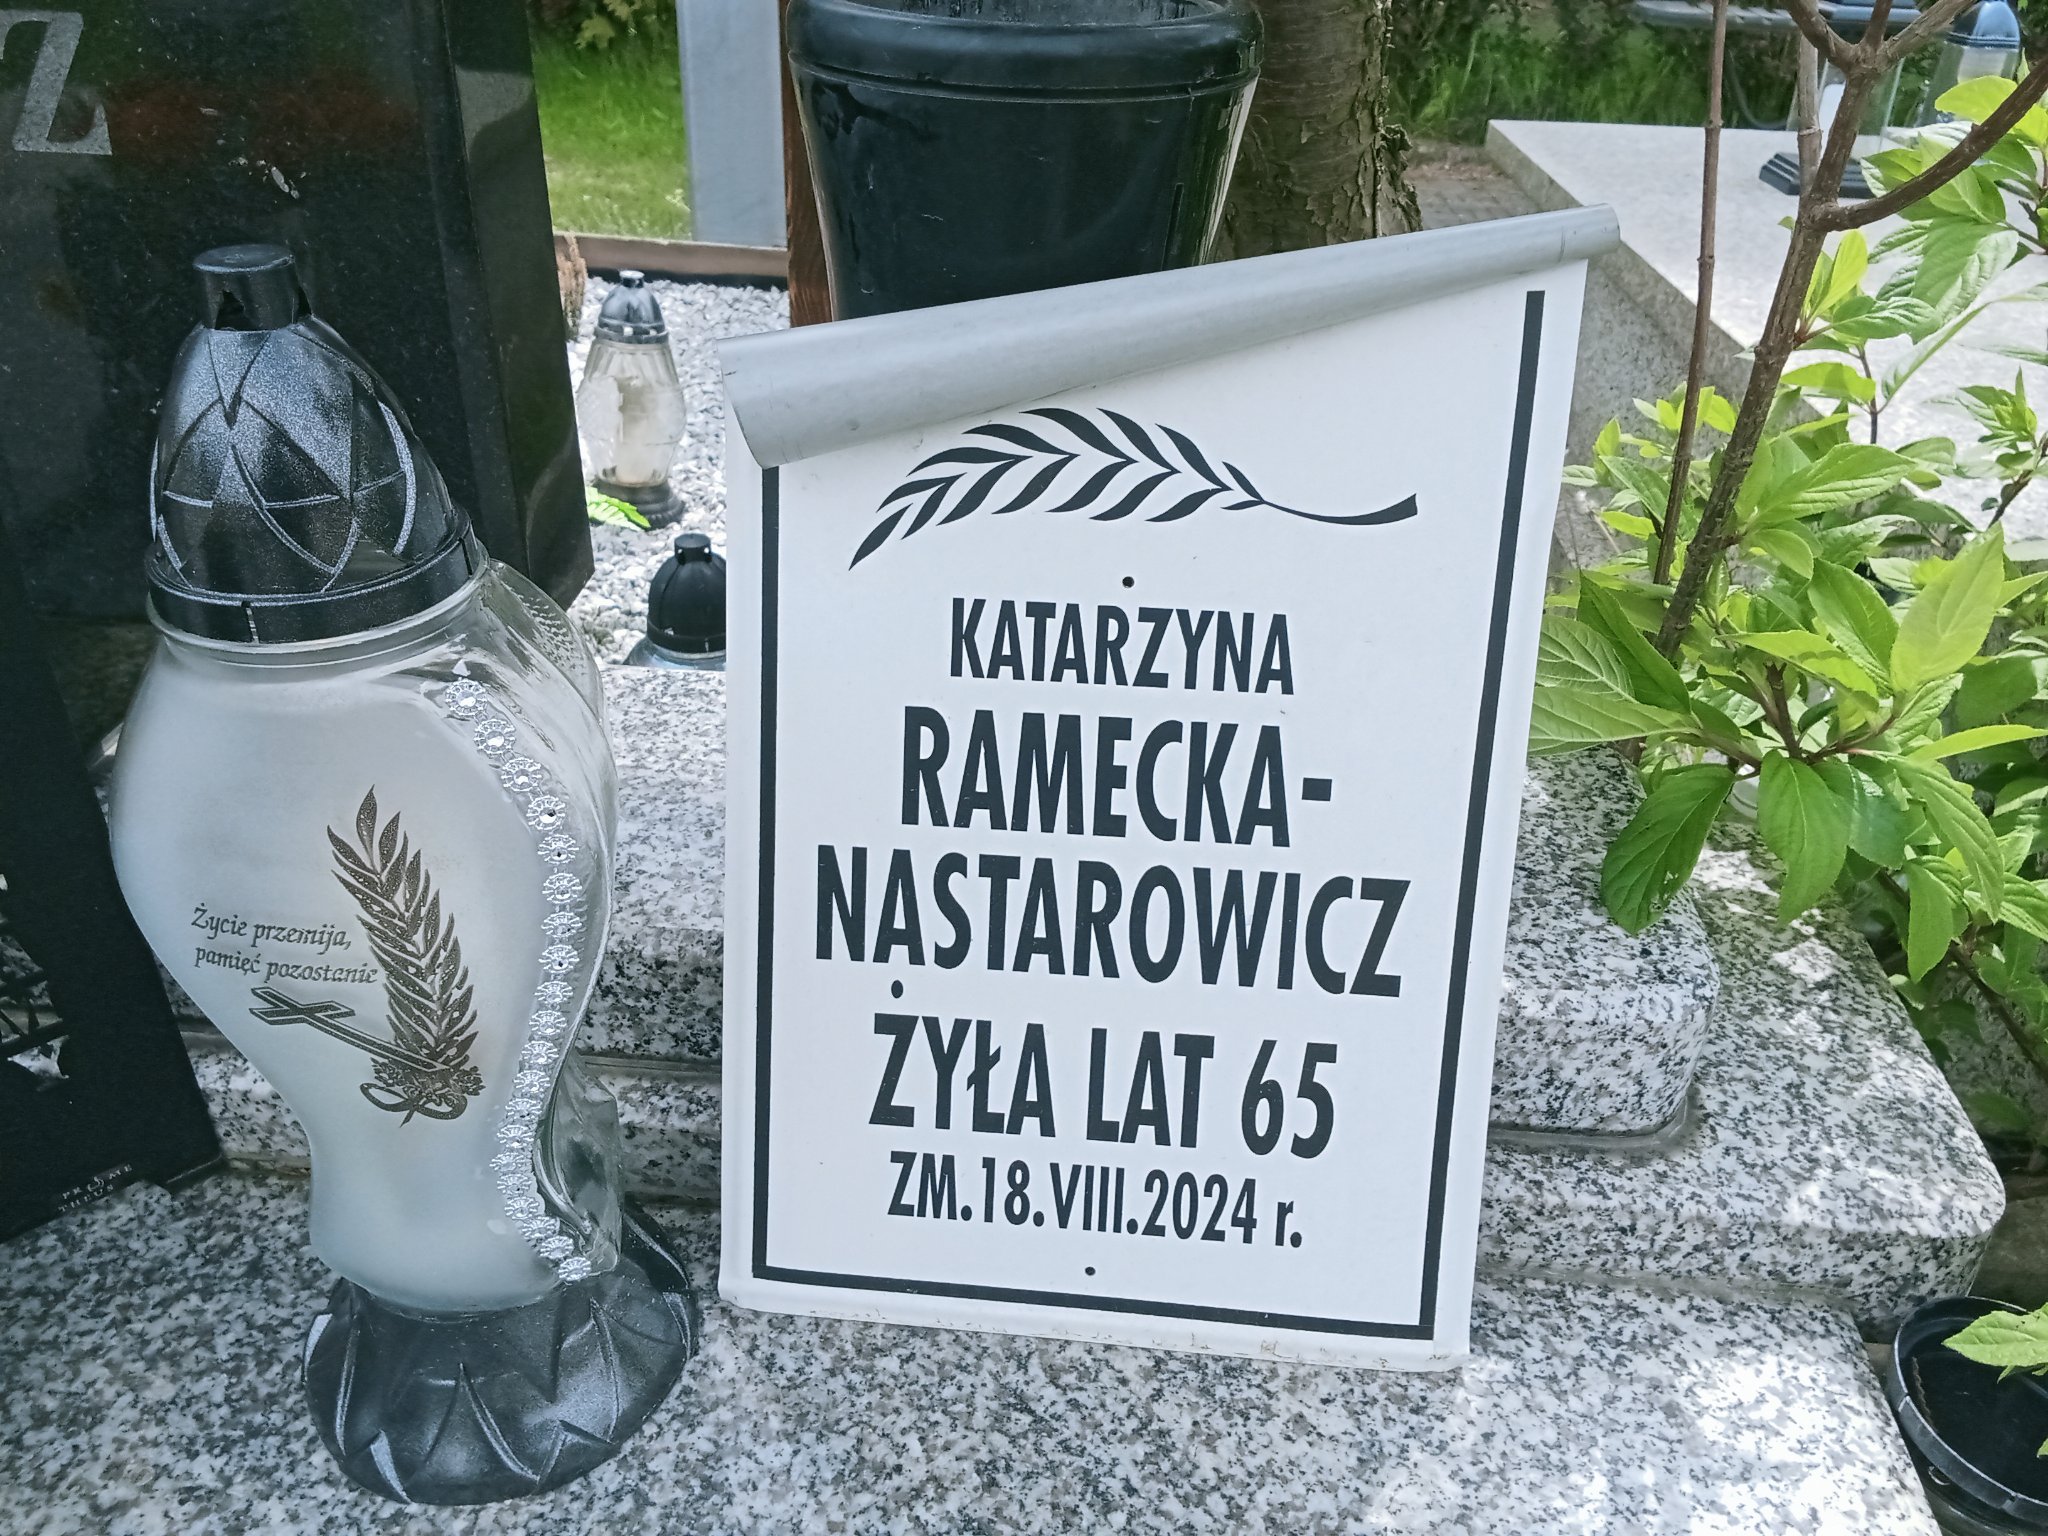 Z
Życie przemija,
pamięć pozostanie
KATARZYNA
RAMECKA-
NASTAROWICZ
ŻYŁA LAT 65
ZM.18.VIII.2024 r.